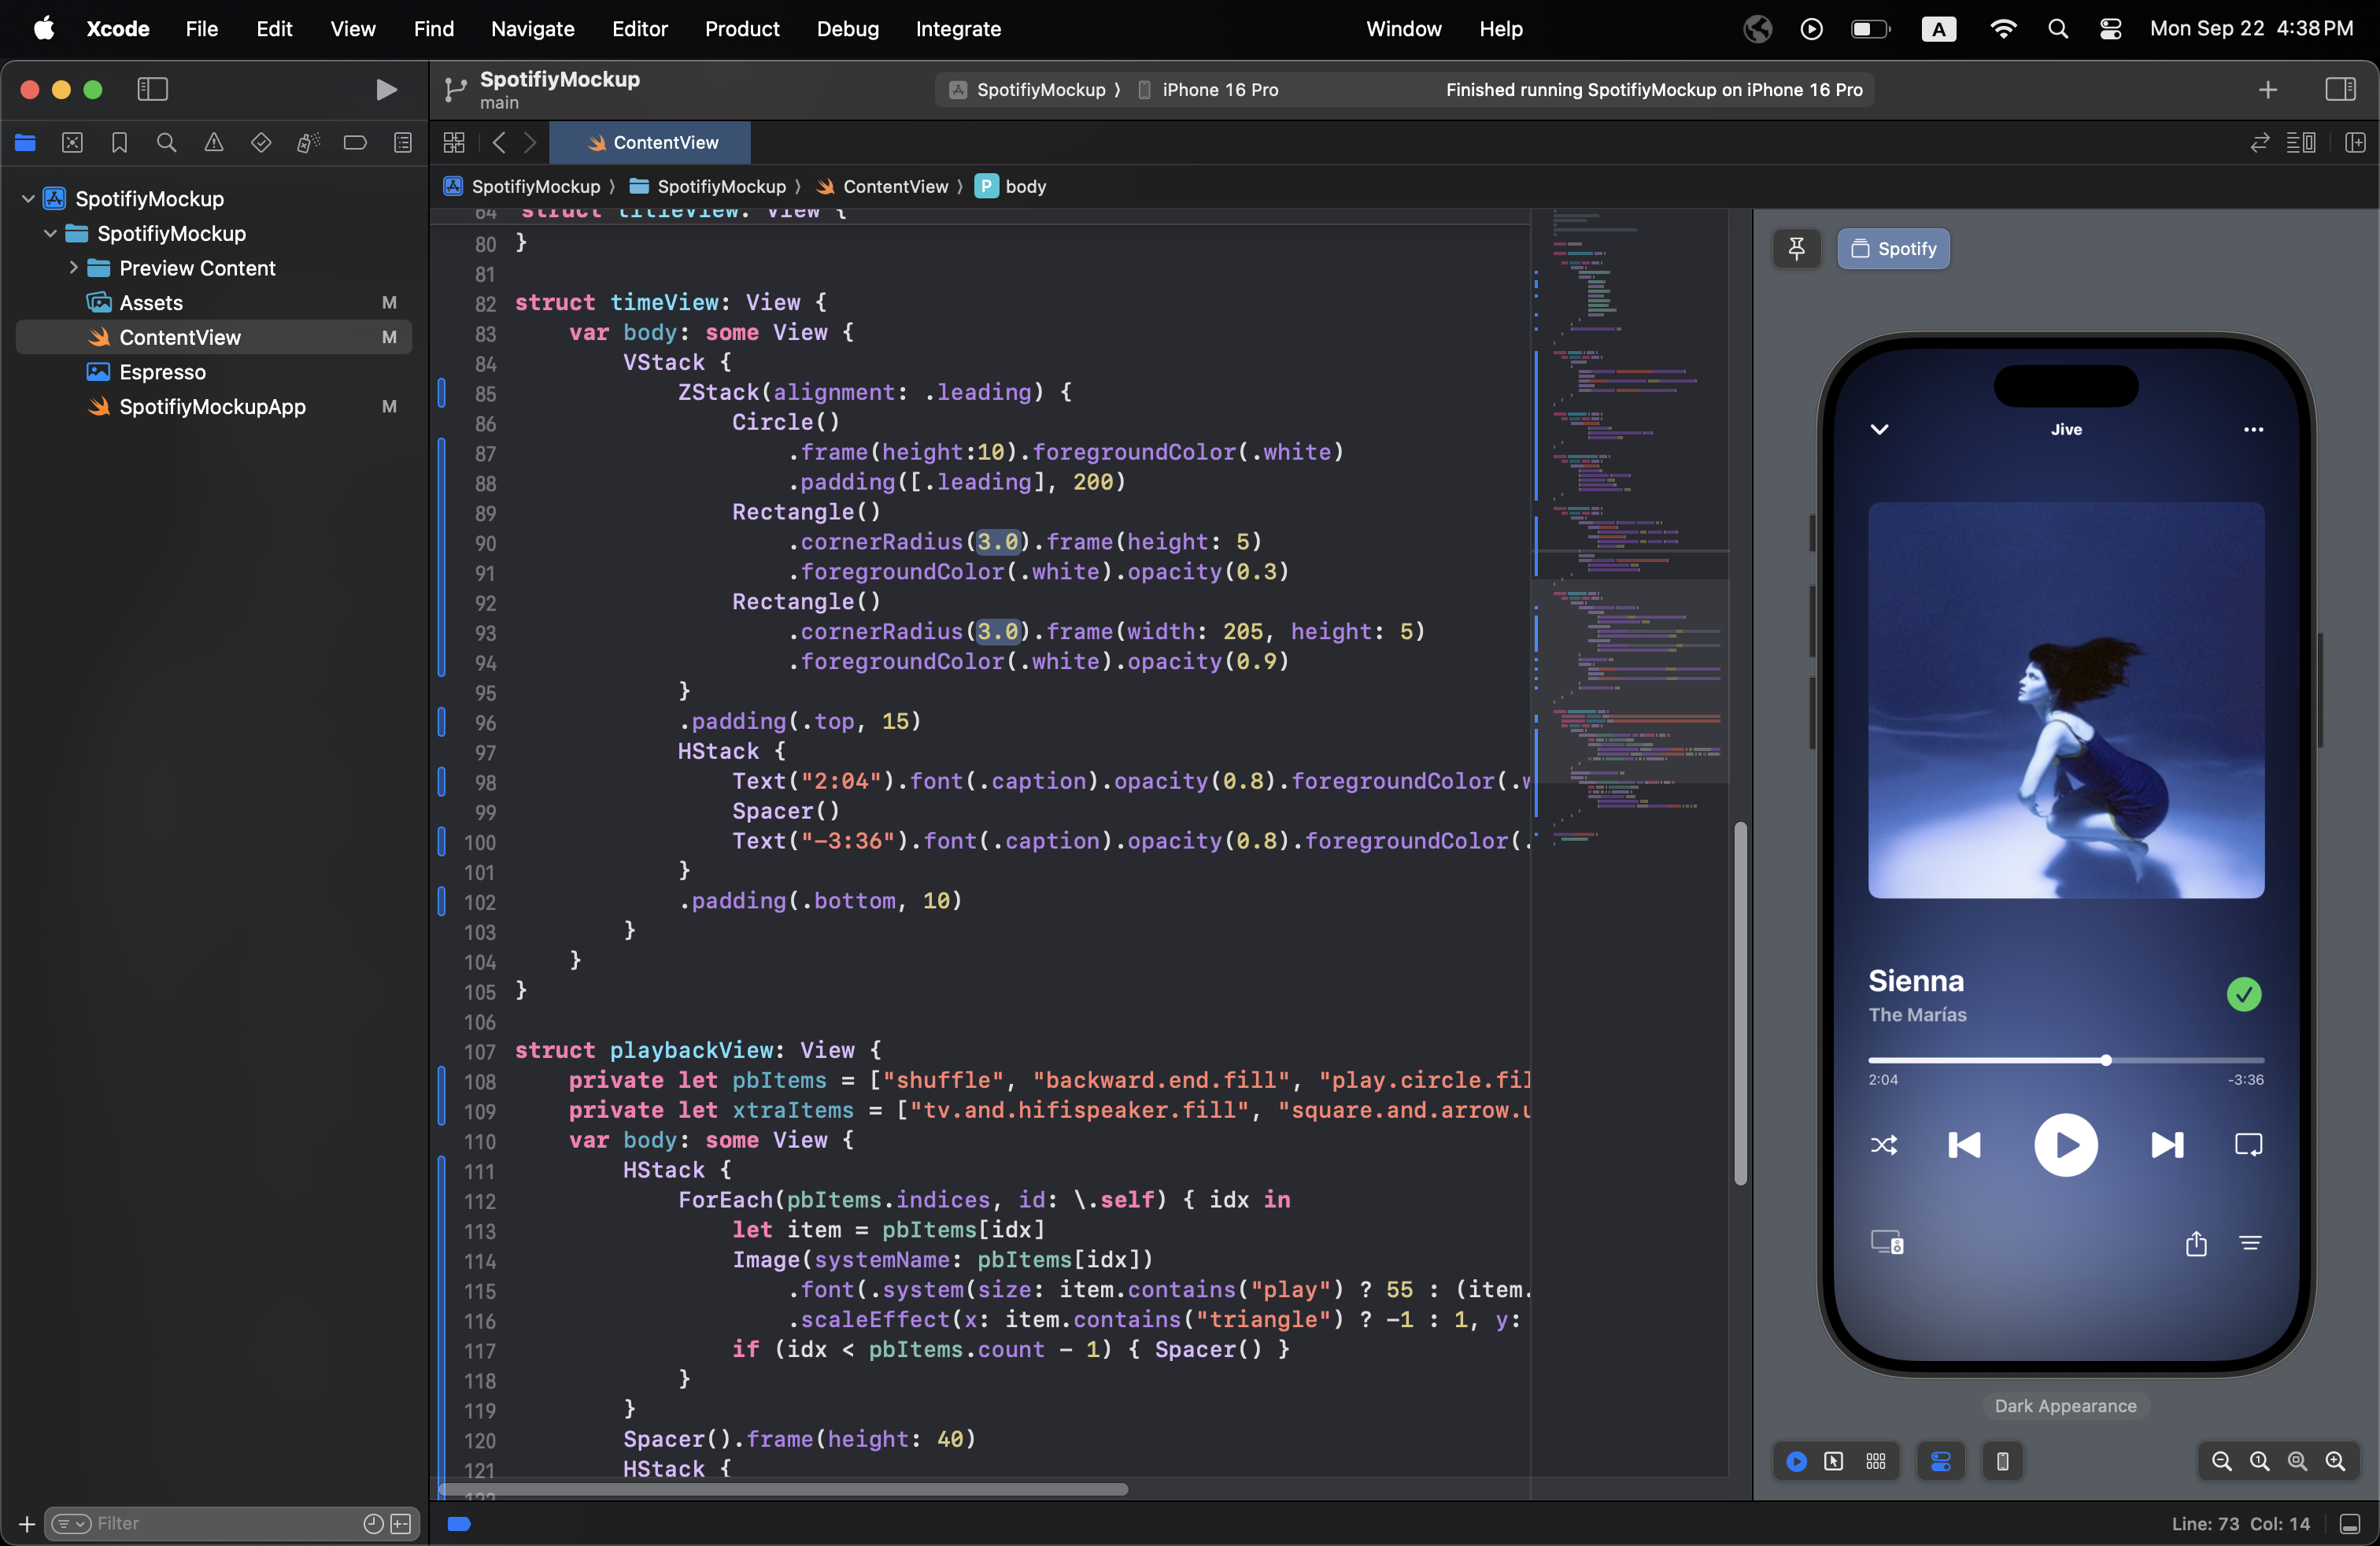 Xcode File Edit View Find Navigate Editor Product Debug Integrate Window Help A Mon Sep 22 4:38 PM
SpotifiyMockup
main
SpotifiyMockup 〉 iPhone 16 Pro
Finished running SpotifiyMockup on iPhone 16 Pro
ContentView
SpotifiyMockup 〉 SpotifiyMockup 〉 ContentView 〉 P body
SpotifiyMockup
SpotifiyMockup
Preview Content
Assets M
ContentView M
Espresso
SpotifiyMockupApp M
Filter
64 struct titleView: View {
80 }
81
82 struct timeView: View {
83 var body: some View {
84 VStack {
85 ZStack(alignment: .leading) {
86 Circle()
87 .frame(height:10).foregroundColor(.white)
88 .padding([.leading], 200)
89 Rectangle()
90 .cornerRadius(3.0).frame(height: 5)
91 .foregroundColor(.white).opacity(0.3)
92 Rectangle()
93 .cornerRadius(3.0).frame(width: 205, height: 5)
94 .foregroundColor(.white).opacity(0.9)
95 }
96 .padding(.top, 15)
97 HStack {
98 Text("2:04").font(.caption).opacity(0.8).foregroundColor(.w
99 Spacer()
100 Text("-3:36").font(.caption).opacity(0.8).foregroundColor(.
101 }
102 .padding(.bottom, 10)
103 }
104 }
105 }
106
107 struct playbackView: View {
108 private let pbItems = ["shuffle", "backward.end.fill", "play.circle.fil
109 private let xtraItems = ["tv.and.hifispeaker.fill", "square.and.arrow.u
110 var body: some View {
111 HStack {
112 ForEach(pbItems.indices, id: \.self) { idx in
113 let item = pbItems[idx]
114 Image(systemName: pbItems[idx])
115 .font(.system(size: item.contains("play") ? 55 : (item.
116 .scaleEffect(x: item.contains("triangle") ? -1 : 1, y:
117 if (idx < pbItems.count - 1) { Spacer() }
118 }
119 }
120 Spacer().frame(height: 40)
121 HStack {
122
Spotify
Jive
Sienna
The Marías
2:04 -3:36
Dark Appearance
Line: 73 Col: 14